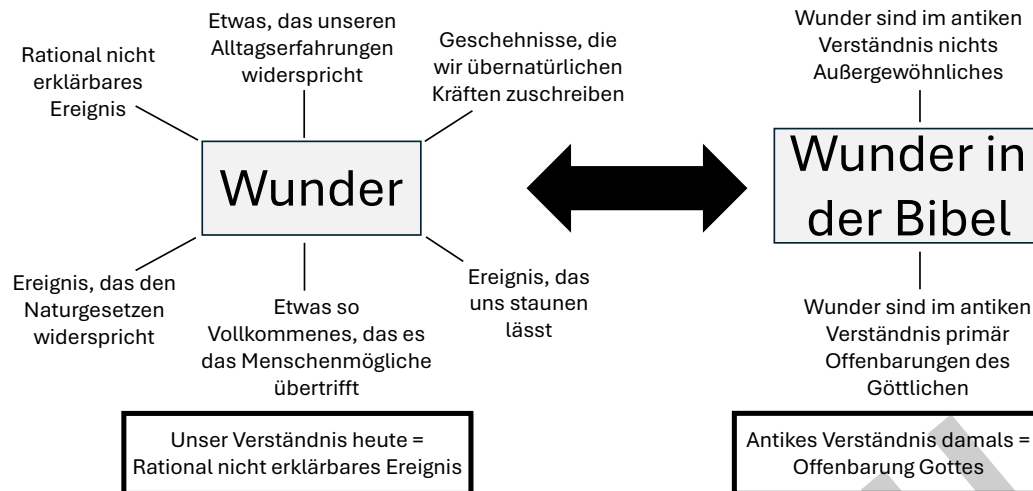 Rational nicht
erklärbares
Ereignis
Etwas, das unseren
Alltagserfahrungen
widerspricht
Geschehnisse, die
wir übernatürlichen
Kräften zuschreiben
Wunder
Ereignis, das den
Naturgesetzen
widerspricht
Etwas so
Vollkommenes, das es
das Menschenmögliche
übertrifft
Ereignis, das
uns staunen
lässt
Unser Verständnis heute =
Rational nicht erklärbares Ereignis
Wunder sind im antiken
Verständnis nichts
Außergewöhnliches
Wunder in
der Bibel
Wunder sind im antiken
Verständnis primär
Offenbarungen des
Göttlichen
Antikes Verständnis damals =
Offenbarung Gottes